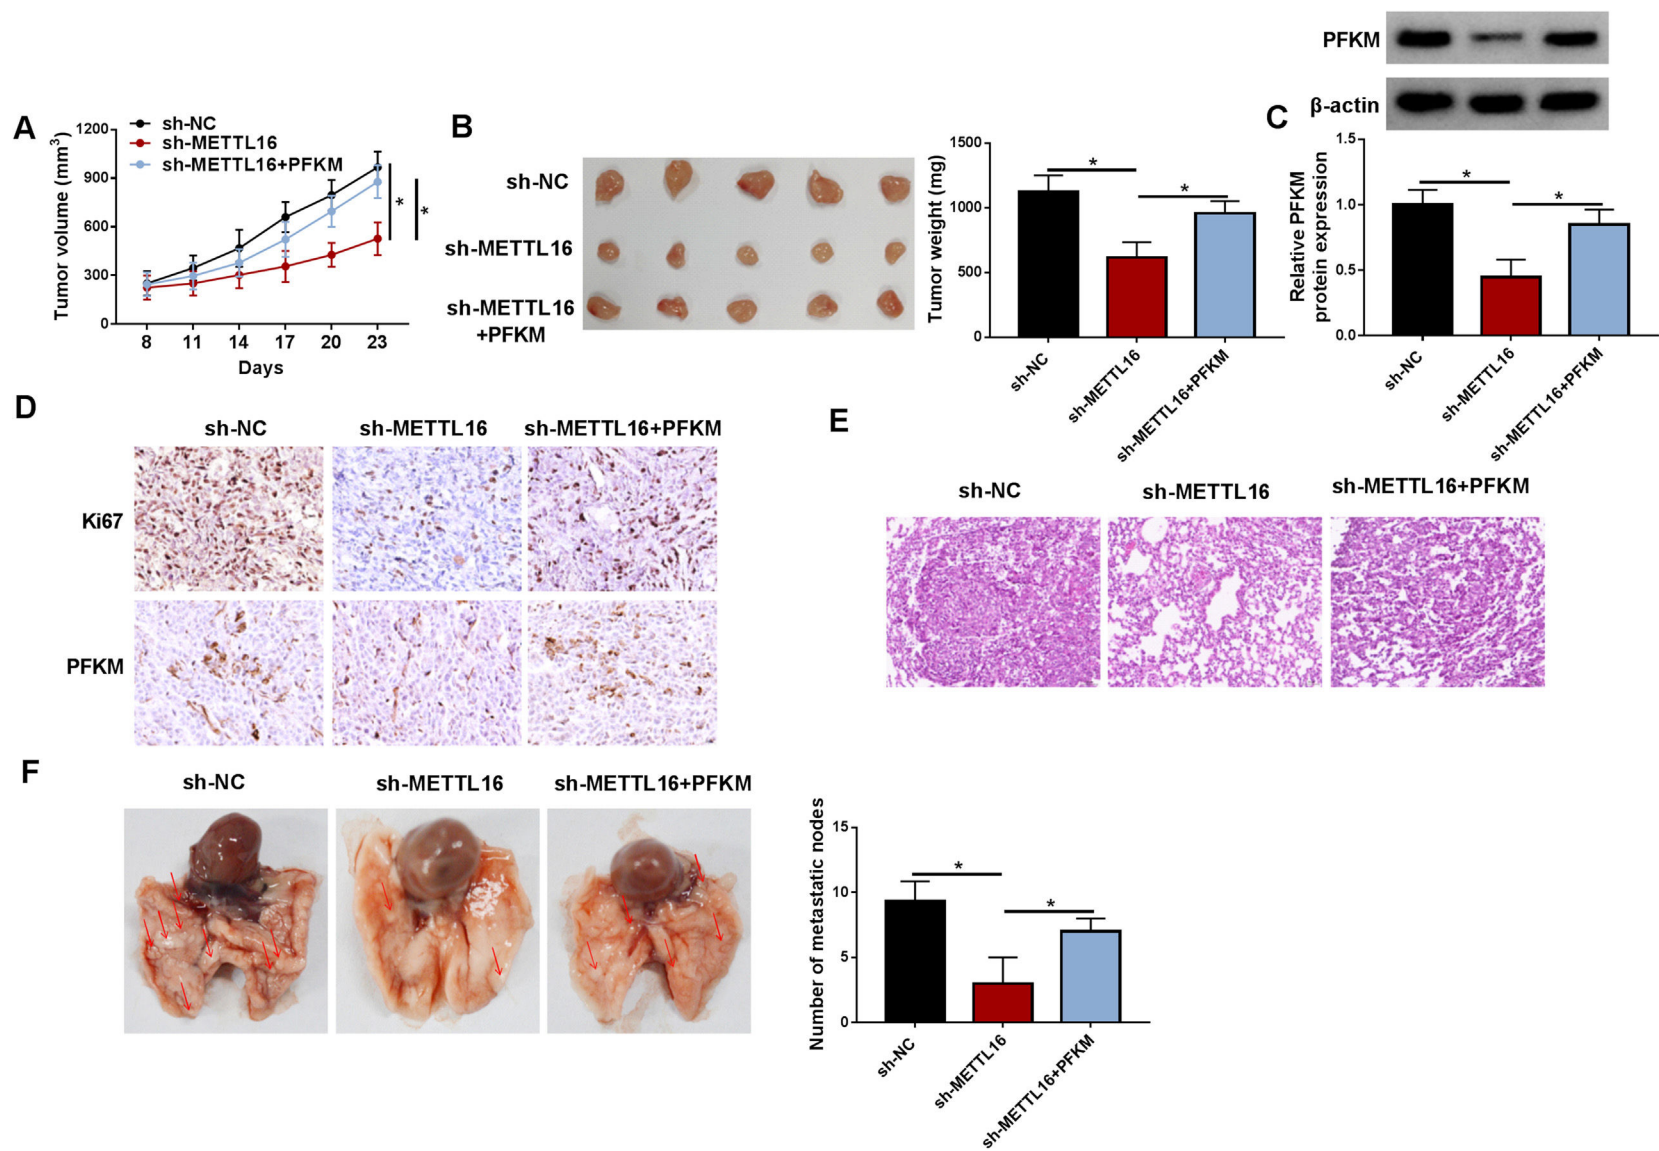 A
Tumor volume (mm³)
1200
900
600
300
0
8 11 14 17 20 23
Days
sh-NC
sh-METTL16
sh-METTL16+PFKM
*
*
B
sh-NC
sh-METTL16
sh-METTL16
+PFKM
Tumor weight (mg)
1500
1000
500
0
*
*
sh-NC
sh-METTL16
sh-METTL16+PFKM
C
PFKM
β-actin
Relative PFKM
protein expression
1.5
1.0
0.5
0.0
*
*
sh-NC
sh-METTL16
sh-METTL16+PFKM
D
sh-NC sh-METTL16 sh-METTL16+PFKM
Ki67
PFKM
E
sh-NC sh-METTL16 sh-METTL16+PFKM
F
sh-NC sh-METTL16 sh-METTL16+PFKM
Number of metastatic nodes
15
10
5
0
*
*
sh-NC
sh-METTL16
sh-METTL16+PFKM